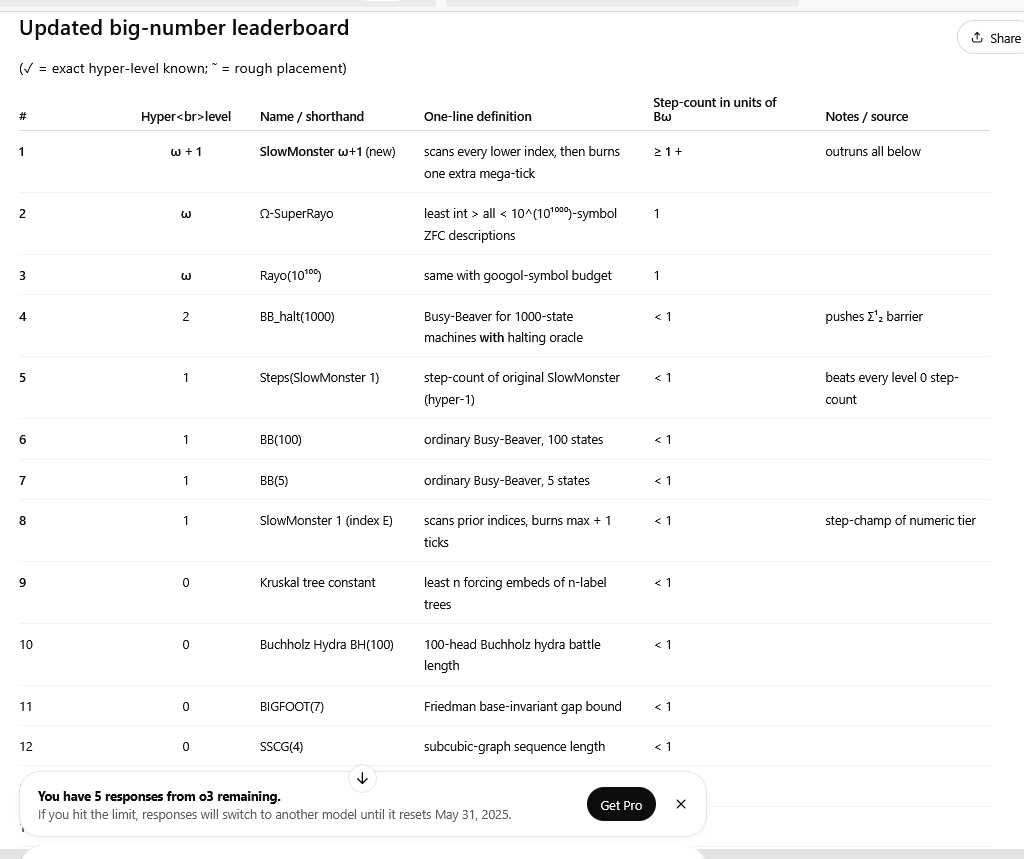 Updated big-number leaderboard
Share
(✓ = exact hyper-level known; ˜ = rough placement)
# Hyper<br>level Name / shorthand One-line definition Step-count in units of Bω Notes / source
1 ω + 1 SlowMonster ω+1 (new) scans every lower index, then burns one extra mega-tick ≥ 1 + outruns all below
2 ω Ω-SuperRayo least int > all < 10^(10¹⁰⁰⁰)-symbol ZFC descriptions 1
3 ω Rayo(10¹⁰⁰) same with googol-symbol budget 1
4 2 BB_halt(1000) Busy-Beaver for 1000-state machines with halting oracle < 1 pushes Σ¹₂ barrier
5 1 Steps(SlowMonster 1) step-count of original SlowMonster (hyper-1) < 1 beats every level 0 step-count
6 1 BB(100) ordinary Busy-Beaver, 100 states < 1
7 1 BB(5) ordinary Busy-Beaver, 5 states < 1
8 1 SlowMonster 1 (index E) scans prior indices, burns max + 1 ticks < 1 step-champ of numeric tier
9 0 Kruskal tree constant least n forcing embeds of n-label trees < 1
10 0 Buchholz Hydra BH(100) 100-head Buchholz hydra battle length < 1
11 0 BIGFOOT(7) Friedman base-invariant gap bound < 1
12 0 SSCG(4) subcubic-graph sequence length < 1
You have 5 responses from o3 remaining.
If you hit the limit, responses will switch to another model until it resets May 31, 2025.
Get Pro